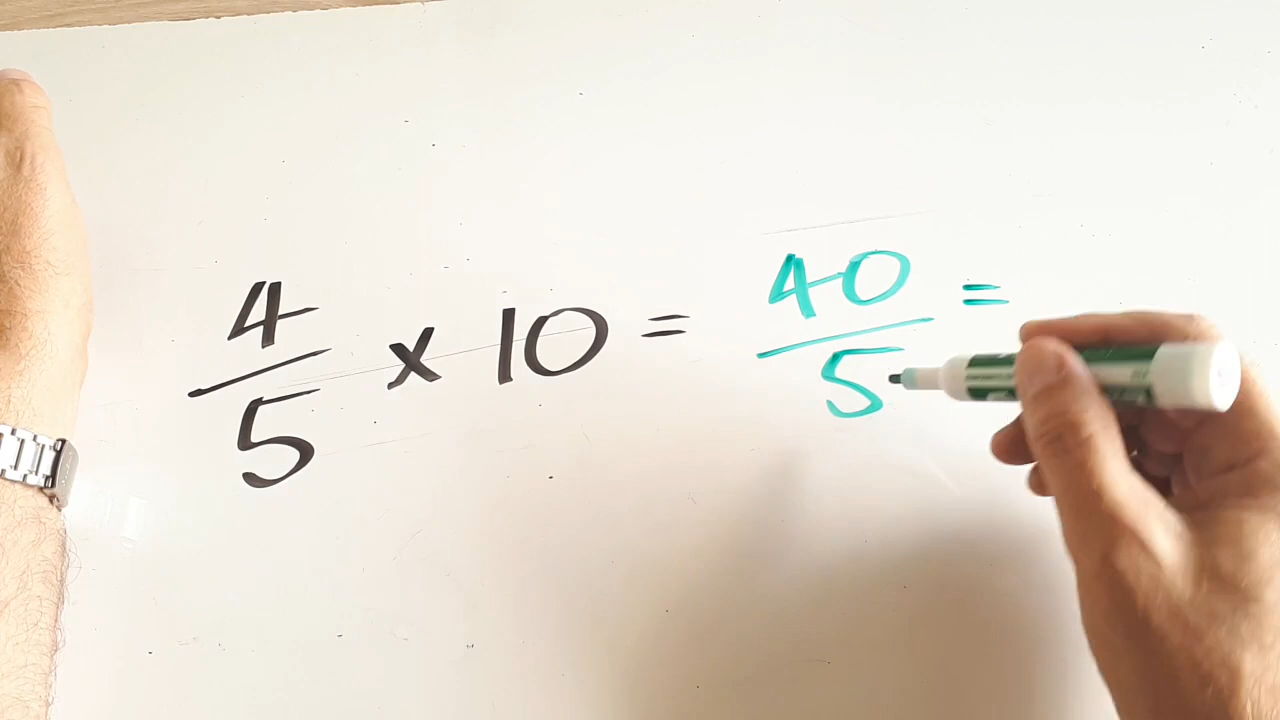 4/5 x 10 = 40/5 =